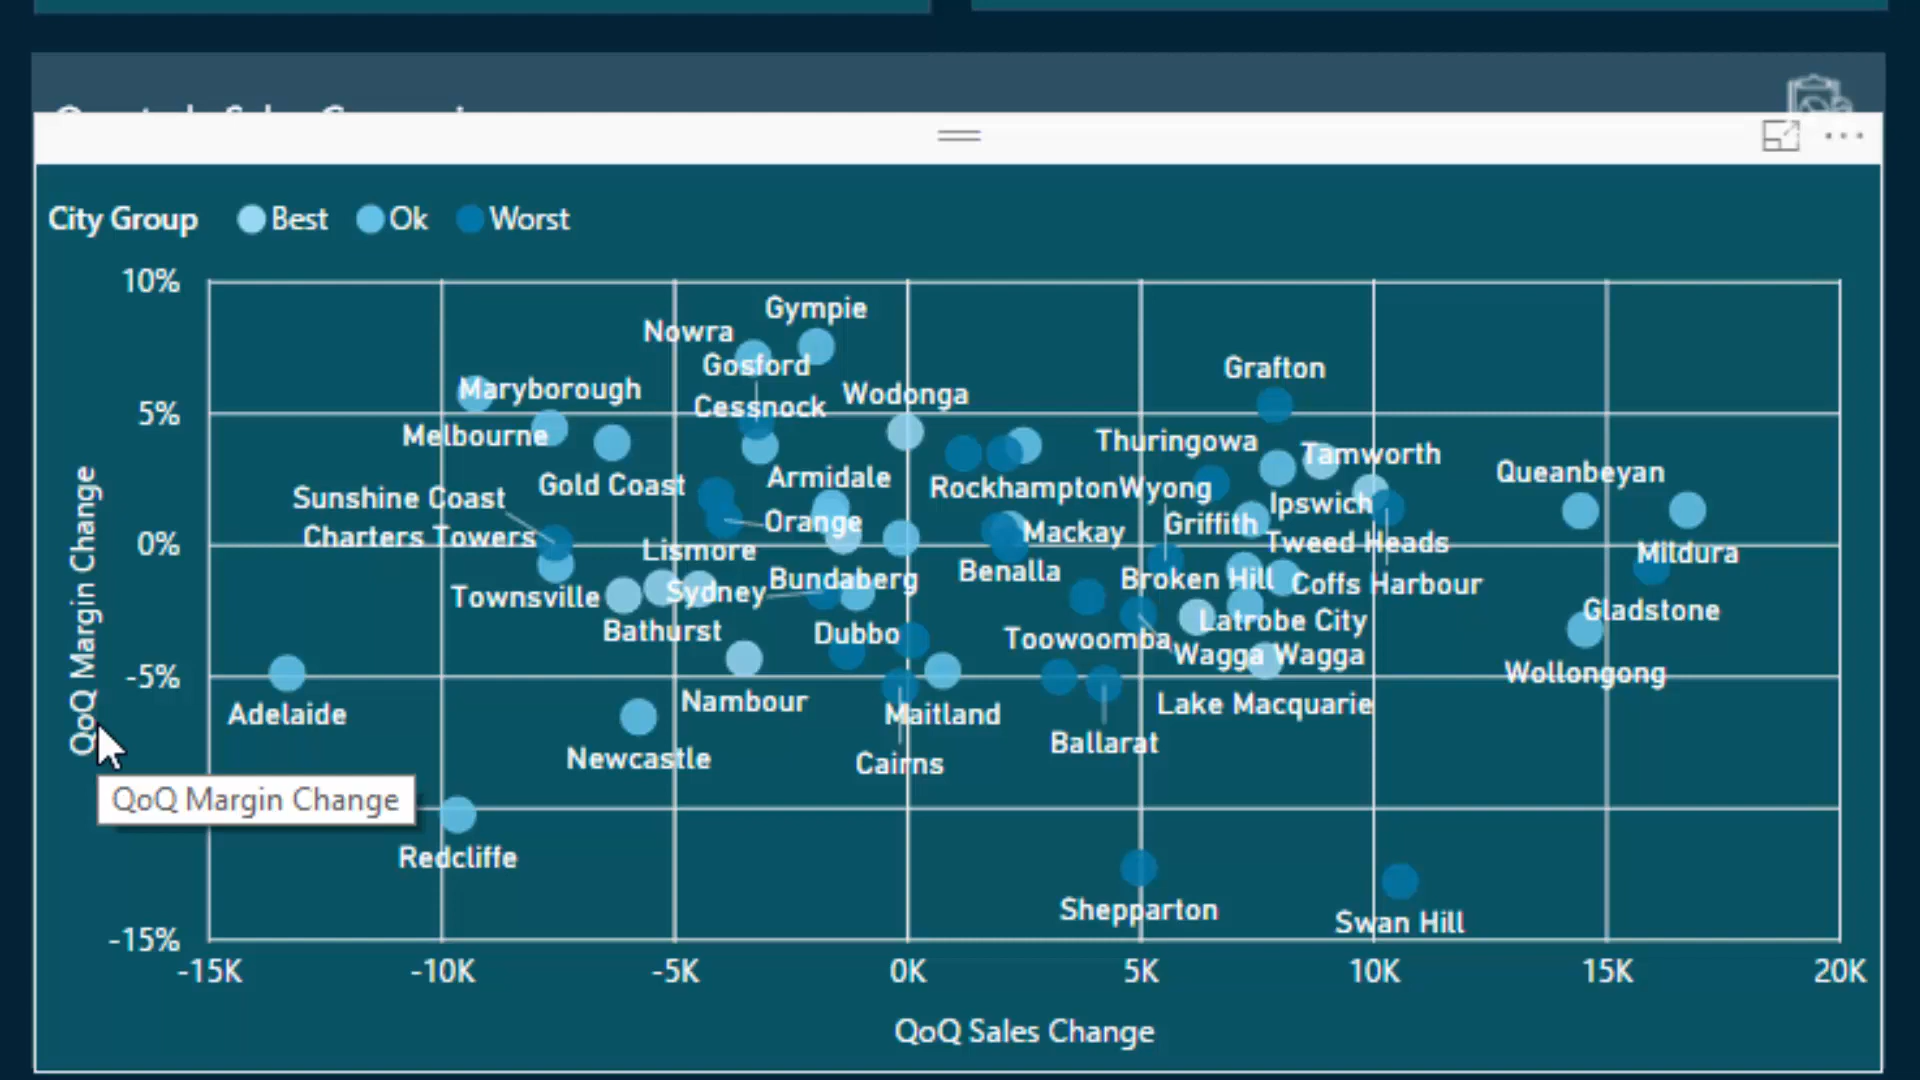 City Group Best Ok Worst
10%
Gympie
Nowra
Gosford
Grafton
Maryborough
Wodonga
Cessnock
5%
Melbourne
Thuringowa
Tamworth
Queanbeyan
Armidale
Gold Coast
Rockhampton
Wyong
Sunshine Coast
Ipswich
Orange
Griffith
Mackay
Charters Towers
Tweed Heads
0%
Lismore
Mildura
Benalla
Bundaberg
Broken Hill
Coffs Harbour
Sydney
Townsville
Gladstone
Latrobe City
Bathurst
Dubbo
Toowoomba
Wagga Wagga
Wollongong
-5%
Nambour
Lake Macquarie
Adelaide
Maitland
Ballarat
Newcastle
Cairns
QoQ Margin Change
QoQ Margin Change
Redcliffe
Shepparton
Swan Hill
-15%
-15K -10K -5K 0K 5K 10K 15K 20K
QoQ Sales Change